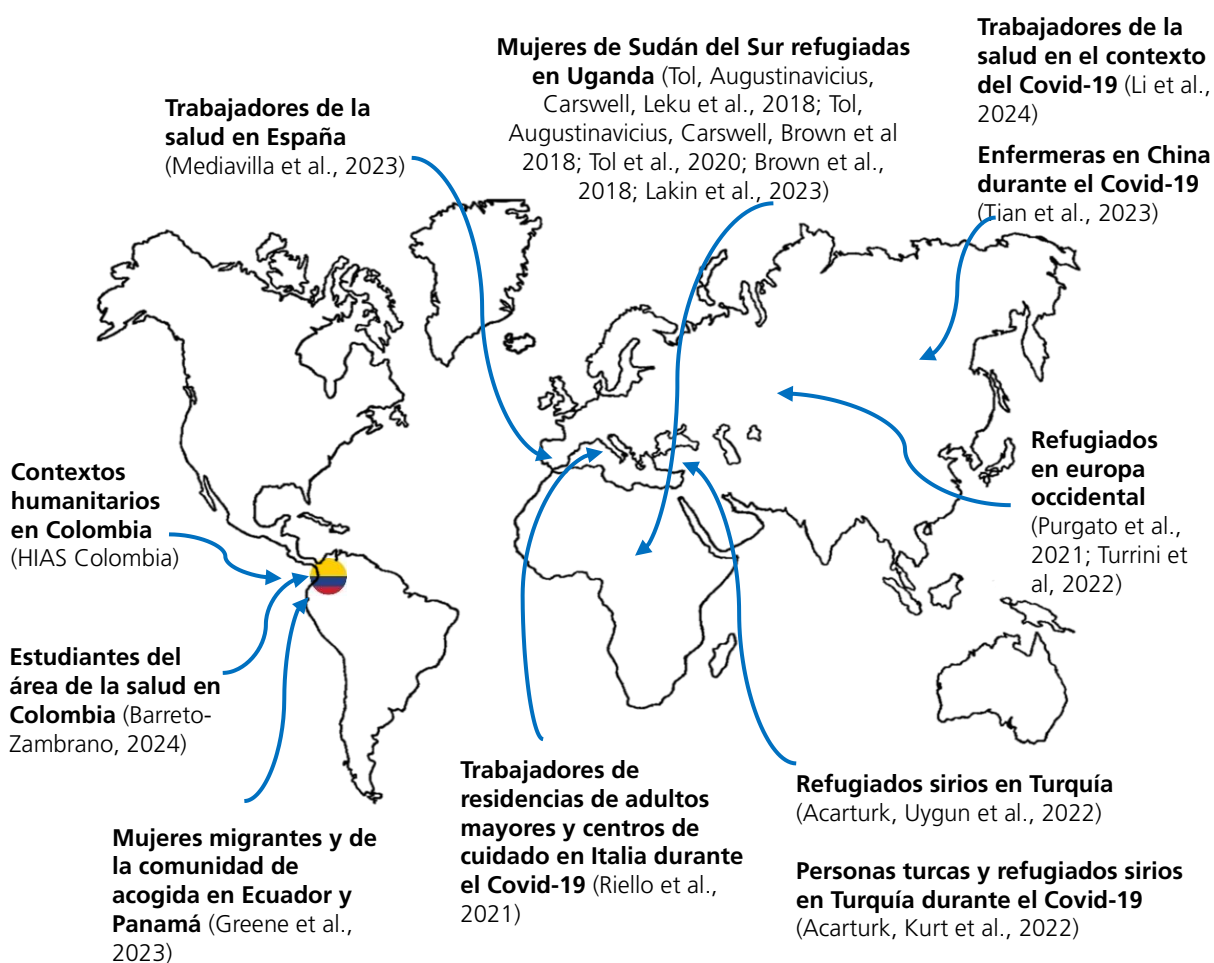 Trabajadores de la
salud en España
(Mediavilla et al., 2023)
Mujeres de Sudán del Sur refugiadas
en Uganda (Tol, Augustinavicius,
Carswell, Leku et al., 2018; Tol,
Augustinavicius, Carswell, Brown et al
2018; Tol et al., 2020; Brown et al.,
2018; Lakin et al., 2023)
Trabajadores de la
salud en el contexto
del Covid-19 (Li et al.,
2024)
Enfermeras en China
durante el Covid-19
(Tian et al., 2023)
Contextos
humanitarios
en Colombia
(HIAS Colombia)
Refugiados
en europa
occidental
(Purgato et al.,
2021; Turrini et
al, 2022)
Estudiantes del
área de la salud en
Colombia (Barreto-
Zambrano, 2024)
Mujeres migrantes y de
la comunidad de
acogida en Ecuador y
Panamá (Greene et al.,
2023)
Trabajadores de
residencias de adultos
mayores y centros de
cuidado en Italia durante
el Covid-19 (Riello et al.,
2021)
Refugiados sirios en Turquía
(Acarturk, Uygun et al., 2022)
Personas turcas y refugiados sirios
en Turquía durante el Covid-19
(Acarturk, Kurt et al., 2022)